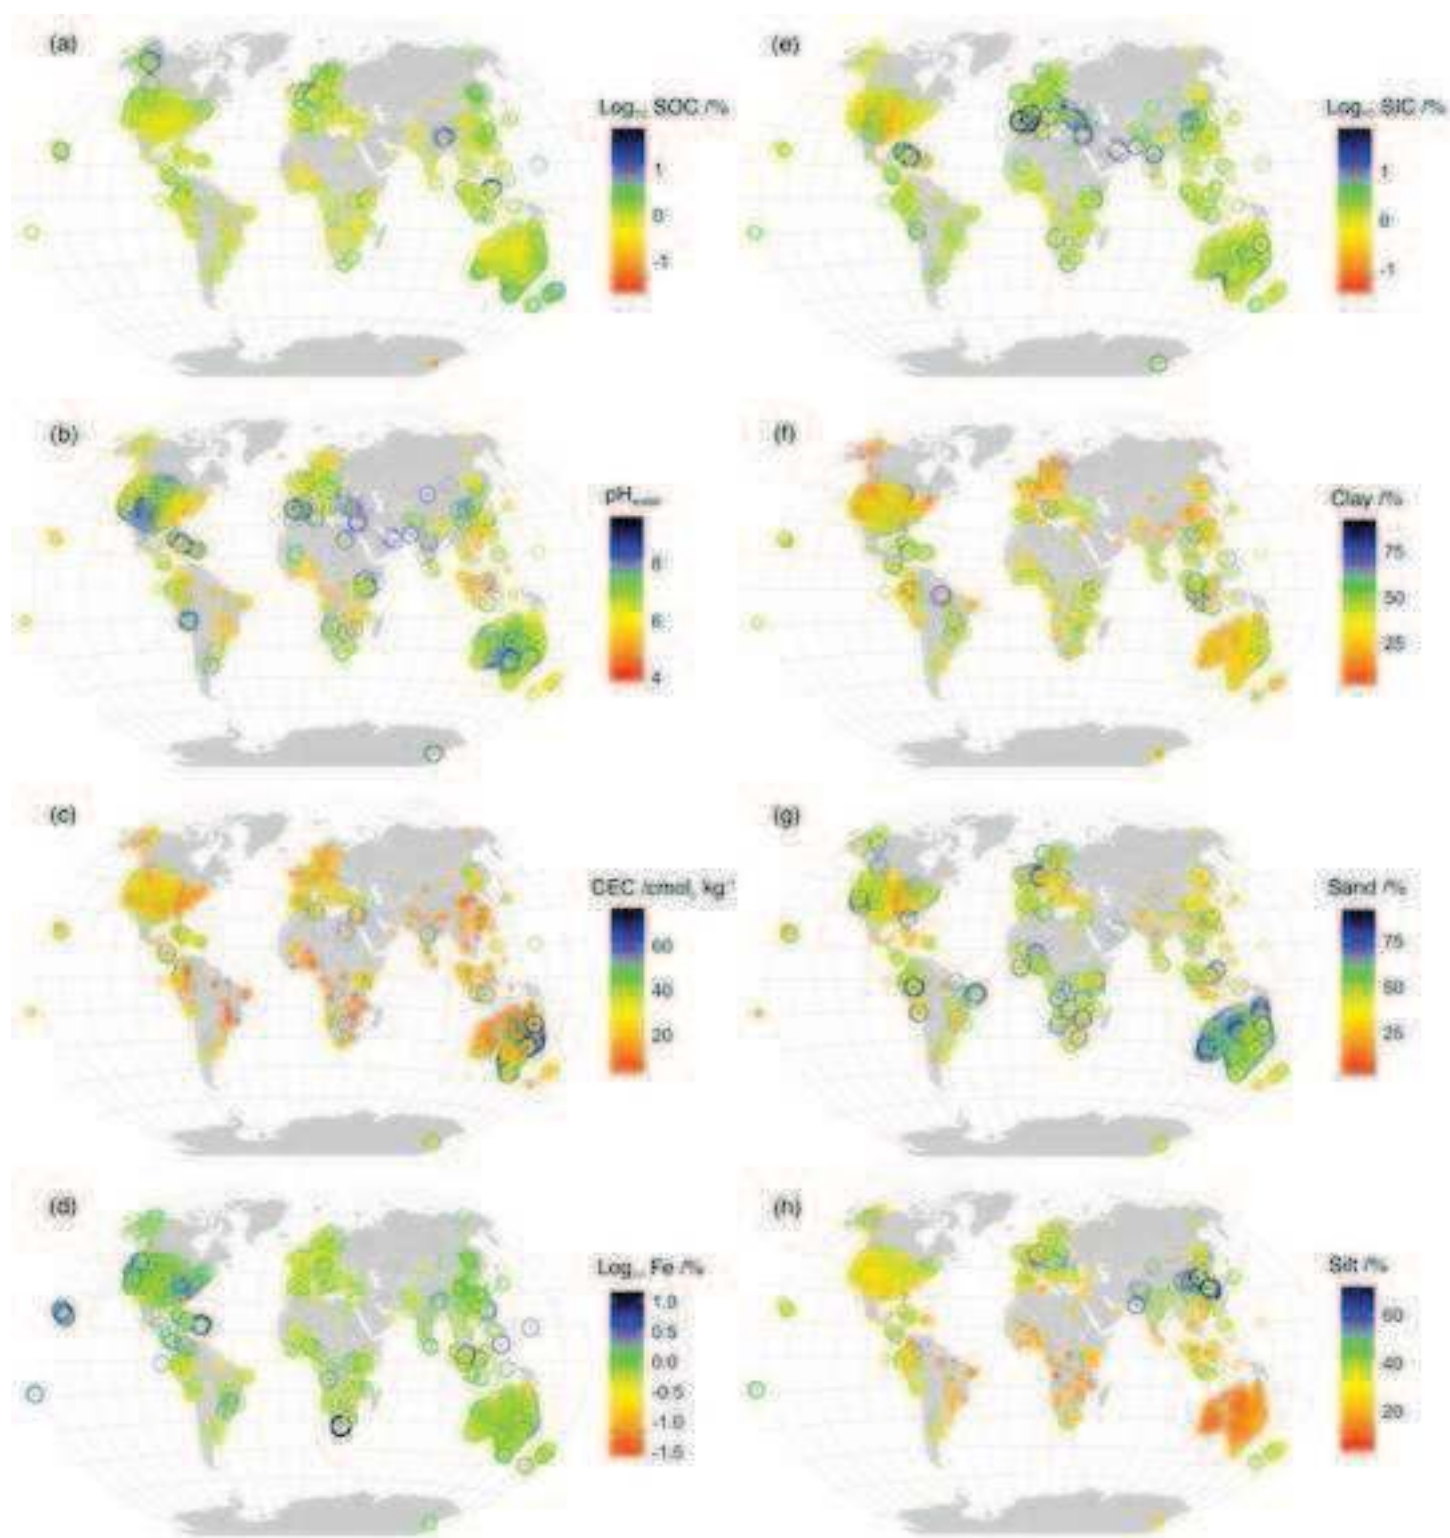 (a)
Log₁₀ SOC /%
1
0
-1
(e)
Log₁₀ SIC /%
1
0
-1
(b)
pH
8
6
4
(f)
Clay /%
75
50
25
(c)
CEC /cmol꜀ kg⁻¹
60
40
20
(g)
Sand /%
75
50
25
(d)
Log₁₀ Fe /%
1.0
0.5
0.0
-0.5
-1.0
-1.5
(h)
Silt /%
60
40
20